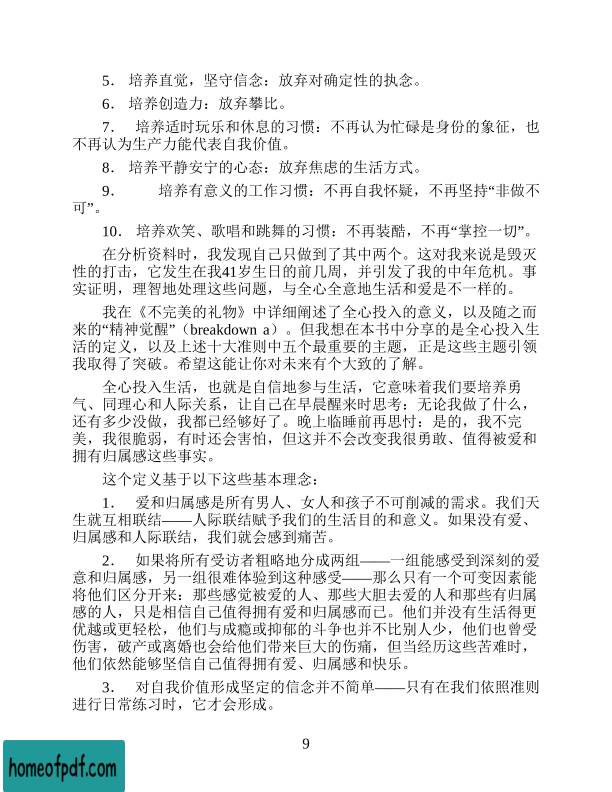 5． 培养直觉，坚守信念：放弃对确定性的执念。
6． 培养创造力：放弃攀比。
7． 培养适时玩乐和休息的习惯：不再认为忙碌是身份的象征，也
不再认为生产力能代表自我价值。
8． 培养平静安宁的心态：放弃焦虑的生活方式。
9． 培养有意义的工作习惯：不再自我怀疑，不再坚持“非做不
可”。
10． 培养欢笑、歌唱和跳舞的习惯：不再装酷，不再“掌控一切”。
在分析资料时，我发现自己只做到了其中两个。这对我来说是毁灭
性的打击，它发生在我41岁生日的前几周，并引发了我的中年危机。事
实证明，理智地处理这些问题，与全心全意地生活和爱是不一样的。
我在《不完美的礼物》中详细阐述了全心投入的意义，以及随之而
来的“精神觉醒”（breakdown a）。但我想在本书中分享的是全心投入生
活的定义，以及上述十大准则中五个最重要的主题，正是这些主题引领
我取得了突破。希望这能让你对未来有个大致的了解。
全心投入生活，也就是自信地参与生活，它意味着我们要培养勇
气、同理心和人际关系，让自己在早晨醒来时思考：无论我做了什么，
还有多少没做，我都已经够好了。晚上临睡前再思忖：是的，我不完
美，我很脆弱，有时还会害怕，但这并不会改变我很勇敢、值得被爱和
拥有归属感这些事实。
这个定义基于以下这些基本理念：
1． 爱和归属感是所有男人、女人和孩子不可削减的需求。我们天
生就互相联结——人际联结赋予我们的生活目的和意义。如果没有爱、
归属感和人际联结，我们就会感到痛苦。
2． 如果将所有受访者粗略地分成两组——一组能感受到深刻的爱
意和归属感，另一组很难体验到这种感受——那么只有一个可变因素能
将他们区分开来：那些感觉被爱的人、那些大胆去爱的人和那些有归属
感的人，只是相信自己值得拥有爱和归属感而已。他们并没有生活得更
优越或更轻松，他们与成瘾或抑郁的斗争也并不比别人少，他们也曾受
伤害，破产或离婚也会给他们带来巨大的伤痛，但当经历这些苦难时，
他们依然能够坚信自己值得拥有爱、归属感和快乐。
3． 对自我价值形成坚定的信念并不简单——只有在我们依照准则
进行日常练习时，它才会形成。
9
homeofpdf.com